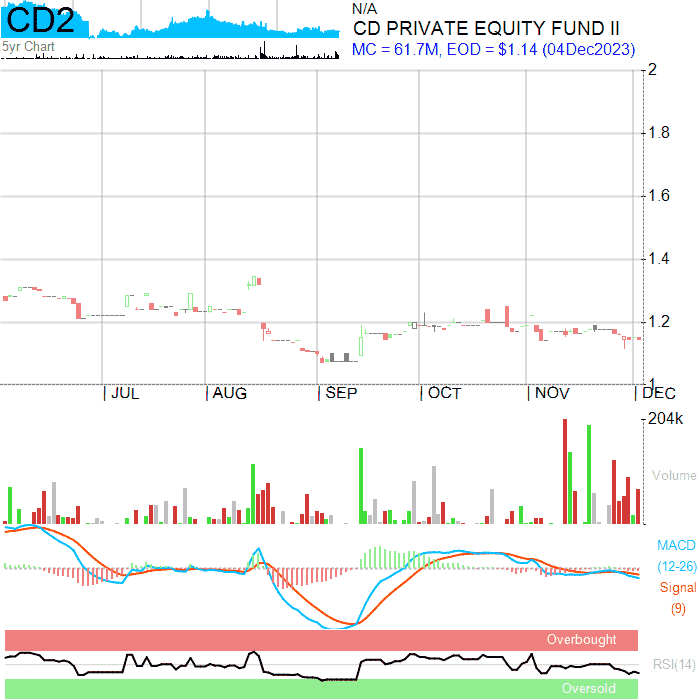 CD2
N/A
CD PRIVATE EQUITY FUND II
5yr Chart
MC = 61.7M, EOD = $1.14 (04Dec2023)
2
1.8
1.6
1.4
1.2
1
JUL AUG SEP OCT NOV DEC
204k
Volume
MACD
(12-26)
Signal
(9)
Overbought
RSI(14)
Oversold